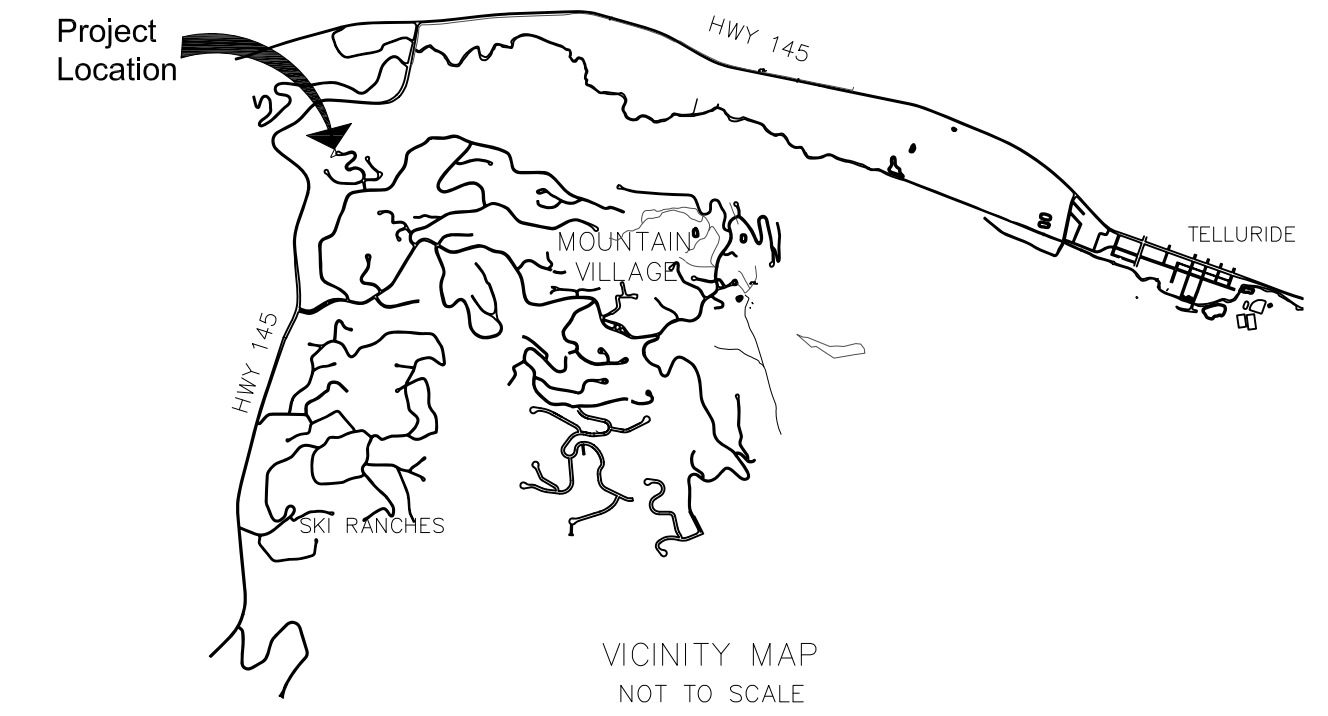 Project
Location
HWY 145
TELLURIDE
MOUNTAIN
VILLAGE
HWY 145
SKI RANCHES
VICINITY MAP
NOT TO SCALE